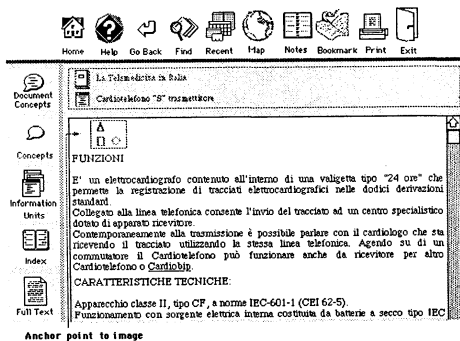 Home Help Go Back Find Recent Map Notes Bookmark Print Exit
La Telemedicina in Italia
Cardiotelefono "S" trasmettitore
Document
Concepts
Concepts
Information
Units
Index
Full Text
FUNZIONI
E' un elettrocardiografo contenuto all'interno di una valigetta tipo "24 ore" che
permette la registrazione di tracciati elettrocardiografici nelle dodici derivazioni
standard.
Collegato alla linea telefonica consente l'invio del tracciato ad un centro specialistico
dotato di apparato ricevitore.
Contemporaneamente alla trasmissione è possibile parlare con il cardiologo che sta
ricevendo il tracciato utilizzando la stessa linea telefonica. Agendo su di un
commutatore il Cardiotelefono può funzionare anche da ricevitore per altro
Cardiotelefono o Cardiobip.
CARATTERISTICHE TECNICHE:
Apparecchio classe II, tipo CF, a norme IEC-601-1 (CEI 62-5).
Funzionamento con sorgente elettrica interna costituita da batterie a secco tipo IEC
Anchor point to image